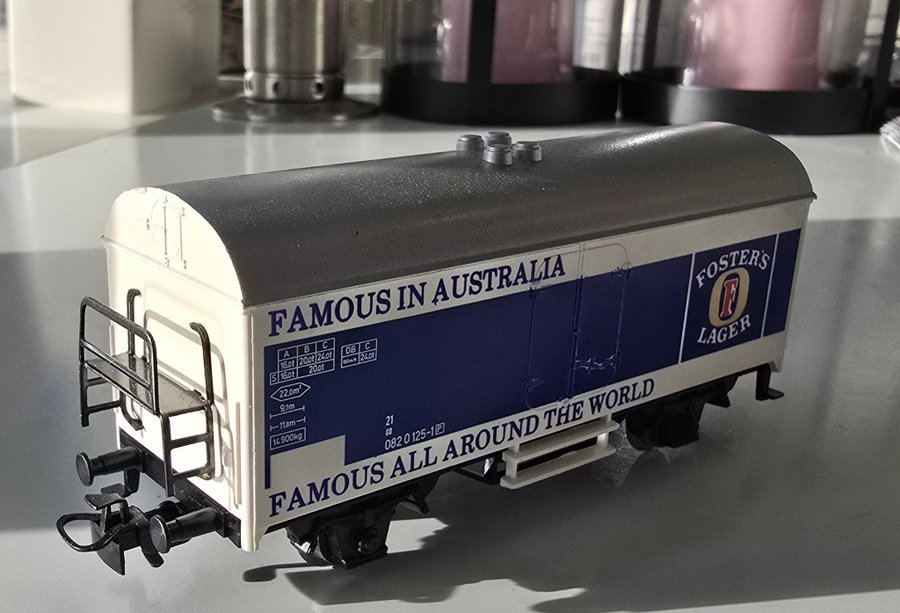 FAMOUS IN AUSTRALIA
FOSTER'S
F
LAGER
A B C
16,0t 20,0t 24,0t
S 16,0t 20,0t
DB C
24,0t
22,0m²
9,7m
11,8m
14 900kg
21
80
082 0 125-1 P
FAMOUS ALL AROUND THE WORLD